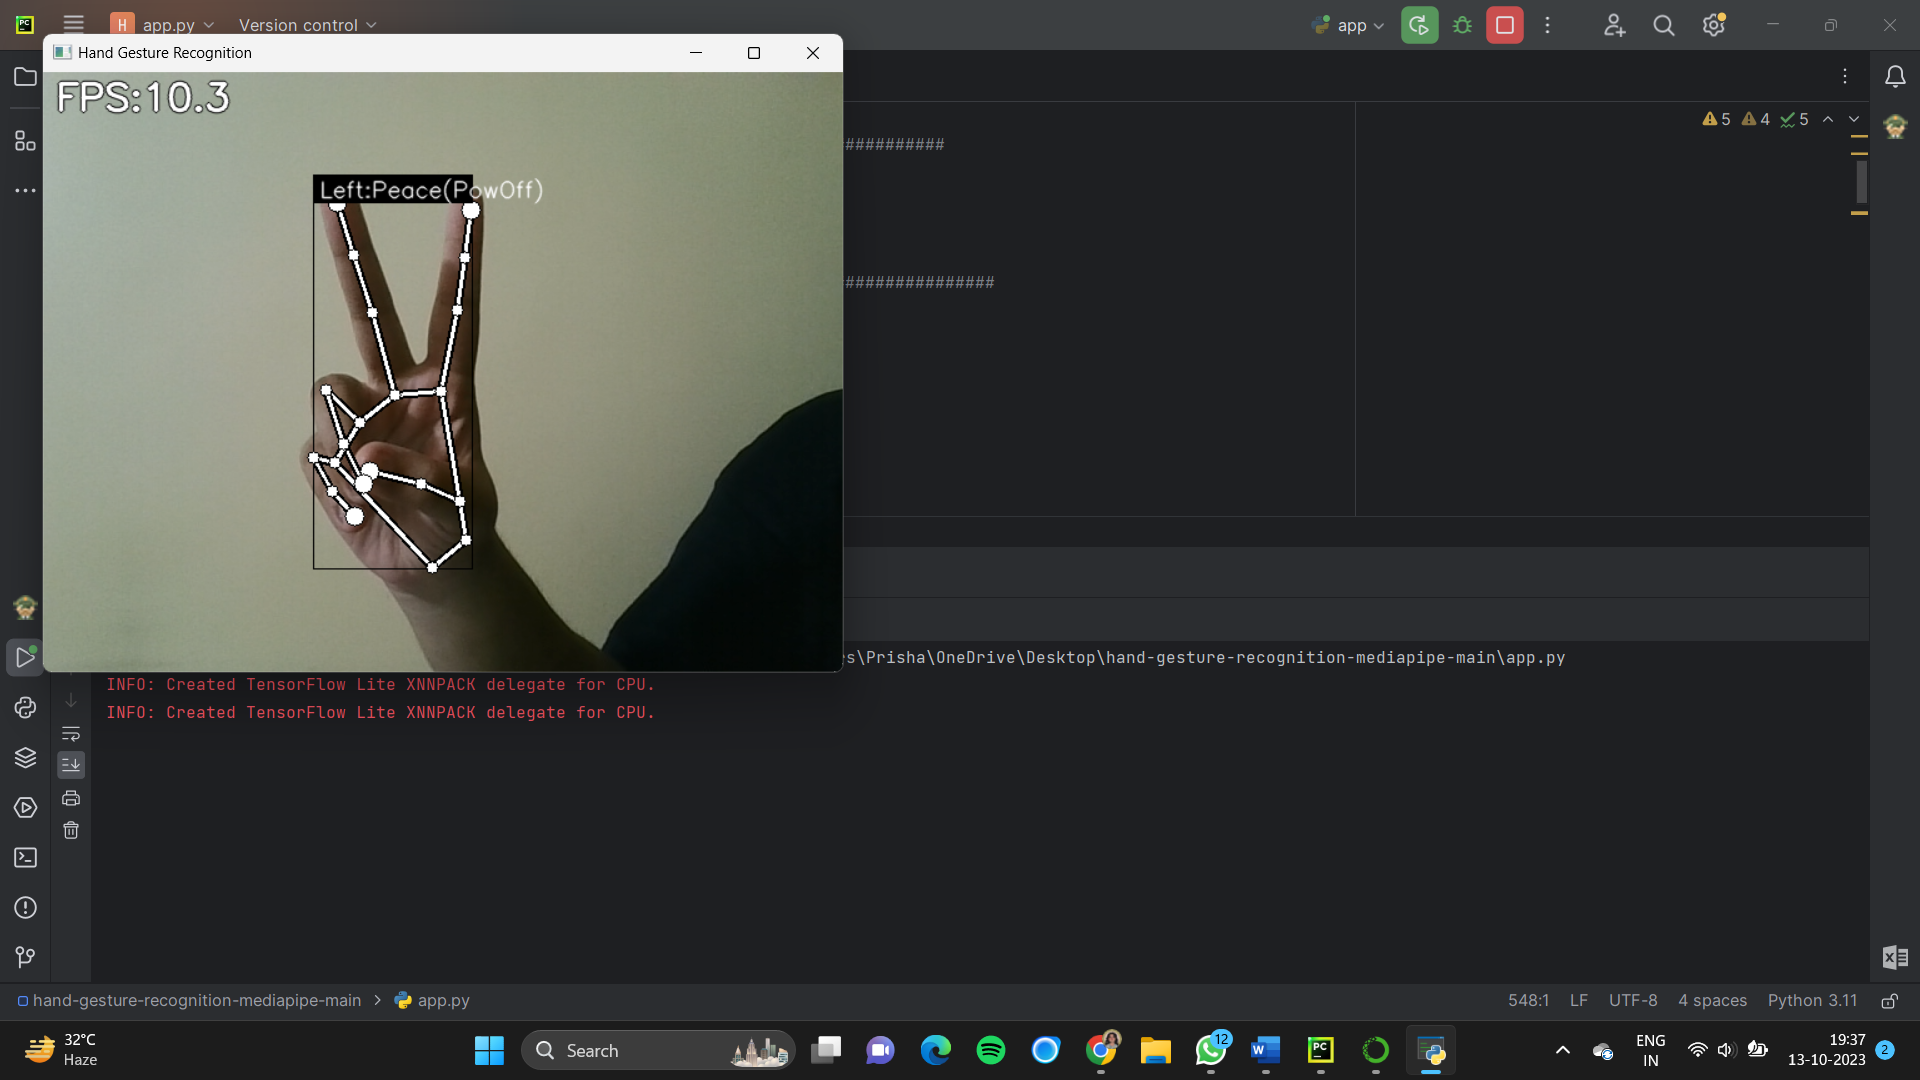 PC
H
app.py
Version control
app
Hand Gesture Recognition
FPS:10.3
Left:Peace(PowOff)
5 4 5
##########
###############
s\Prisha\OneDrive\Desktop\hand-gesture-recognition-mediapipe-main\app.py
INFO: Created TensorFlow Lite XNNPACK delegate for CPU.
INFO: Created TensorFlow Lite XNNPACK delegate for CPU.
hand-gesture-recognition-mediapipe-main > app.py
548:1 LF UTF-8 4 spaces Python 3.11
32°C
Haze
Search
12
W
PC
ENG
IN
19:37
13-10-2023
2